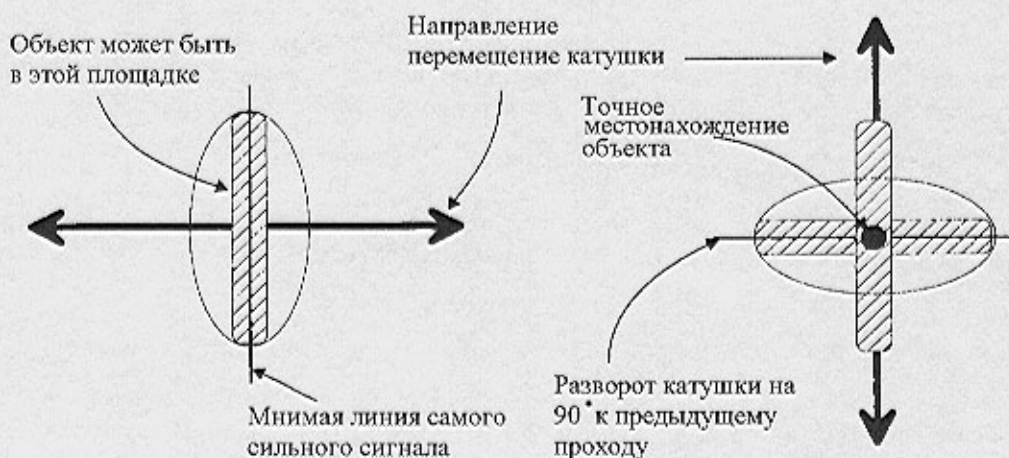 Объект может быть
в этой площадке
Направление
перемещение катушки
Точное
местонахождение
объекта
Мнимая линия самого
сильного сигнала
Разворот катушки на
90°к предыдущему
проходу